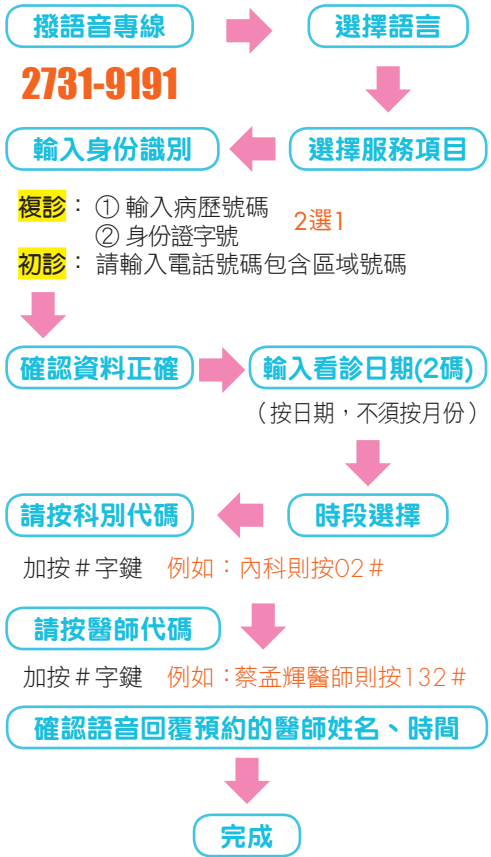 撥語音專線
選擇語言
2731-9191
選擇服務項目
輸入身份識別
複診：① 輸入病歷號碼
② 身份證字號
2選1
初診：請輸入電話號碼包含區域號碼
確認資料正確
輸入看診日期(2碼)
（按日期，不須按月份）
時段選擇
請按科別代碼
加按#字鍵 例如：內科則按02#
請按醫師代碼
加按#字鍵 例如：蔡孟輝醫師則按132#
確認語音回覆預約的醫師姓名、時間
完成